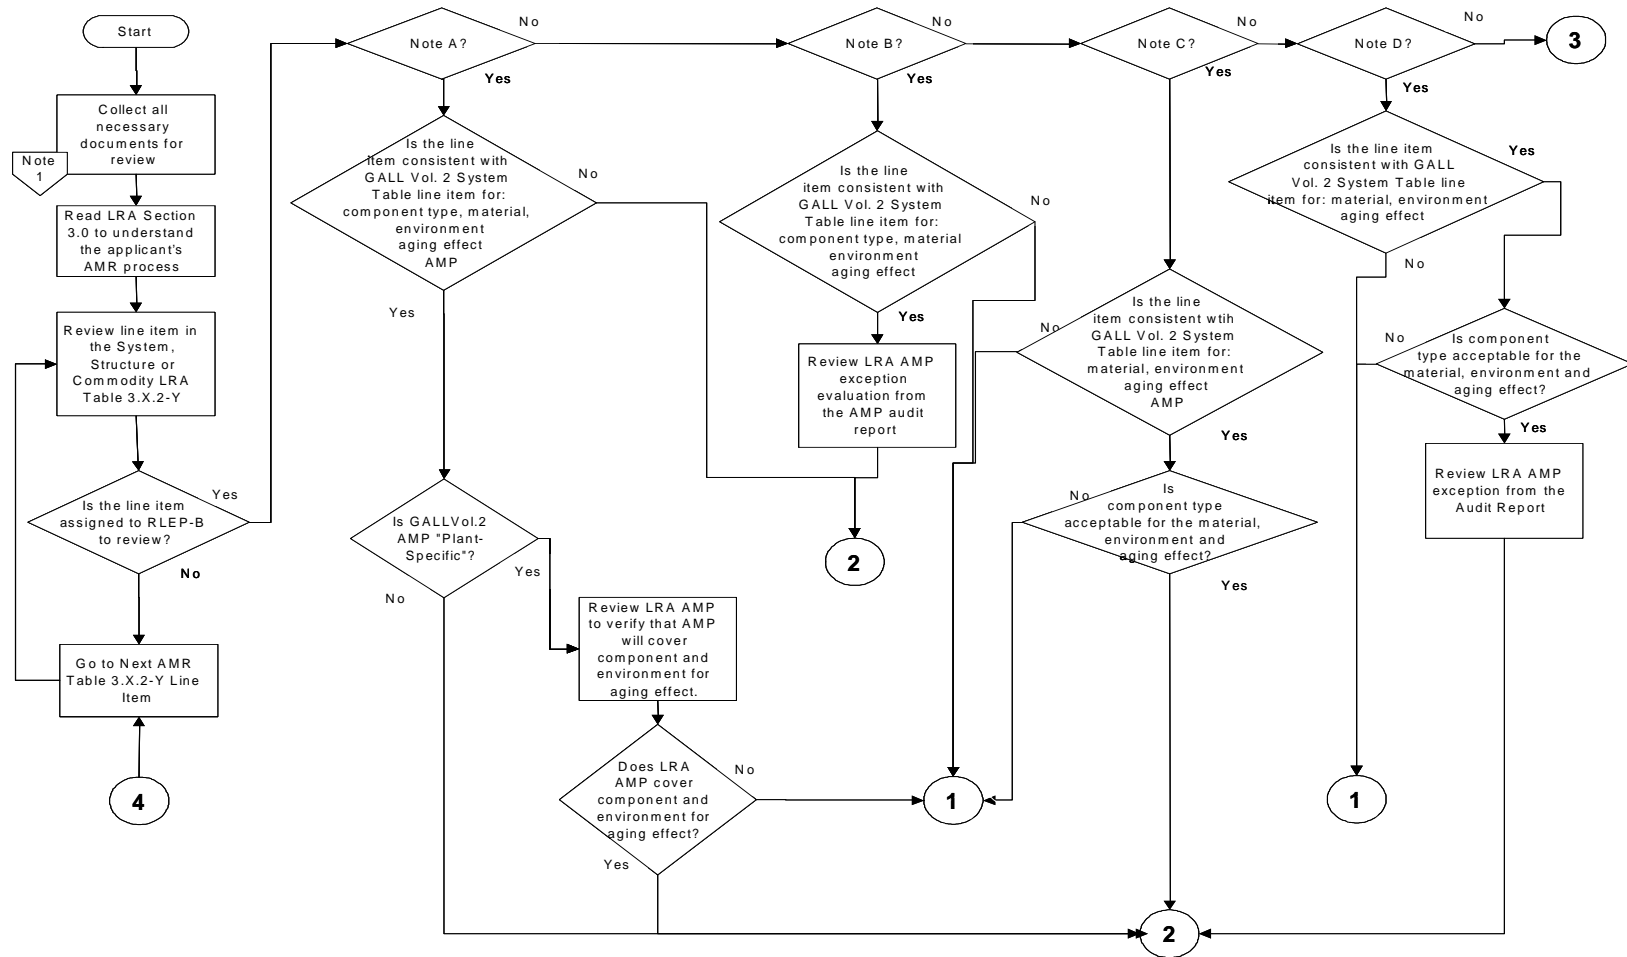 Start
Collect all
necessary
documents for
review
Note
1
Read LRA Section
3.0 to understand
the applicant's
AMR process
Review line item in
the System,
Structure or
Commodity LRA
Table 3.X.2-Y
Is the line item
assigned to RLEP-B
to review?
Yes
No
Go to Next AMR
Table 3.X.2-Y Line
Item
4
Note A?
No
Yes
Is the line
item consistent with
GALL Vol. 2 System
Table line item for:
component type, material,
environment
aging effect
AMP
No
Yes
Is GALLVol.2
AMP "Plant-
Specific"?
Yes
No
Review LRA AMP
to verify that AMP
will cover
component and
environment for
aging effect.
Does LRA
AMP cover
component and
environment for
aging effect?
No
Yes
Note B?
No
Yes
Is the line
item consistent with
GALL Vol. 2 System
Table line item for:
component type, material
environment
aging effect
No
Yes
Review LRA AMP
exception
evaluation from
the AMP audit
report
2
1
Note C?
No
Yes
Is the line
item consistent wtih
GALL Vol. 2 System
Table line item for:
material, environment
aging effect
AMP
No
Yes
Is
component type
acceptable for the material,
environment and
aging effect?
No
Yes
2
Note D?
No
Yes
3
Is the line item
consistent with GALL
Vol. 2 System Table line
item for: material, environment
aging effect
Yes
No
Is component
type acceptable for the
material, environment and
aging effect?
No
Yes
Review LRA AMP
exception from the
Audit Report
1